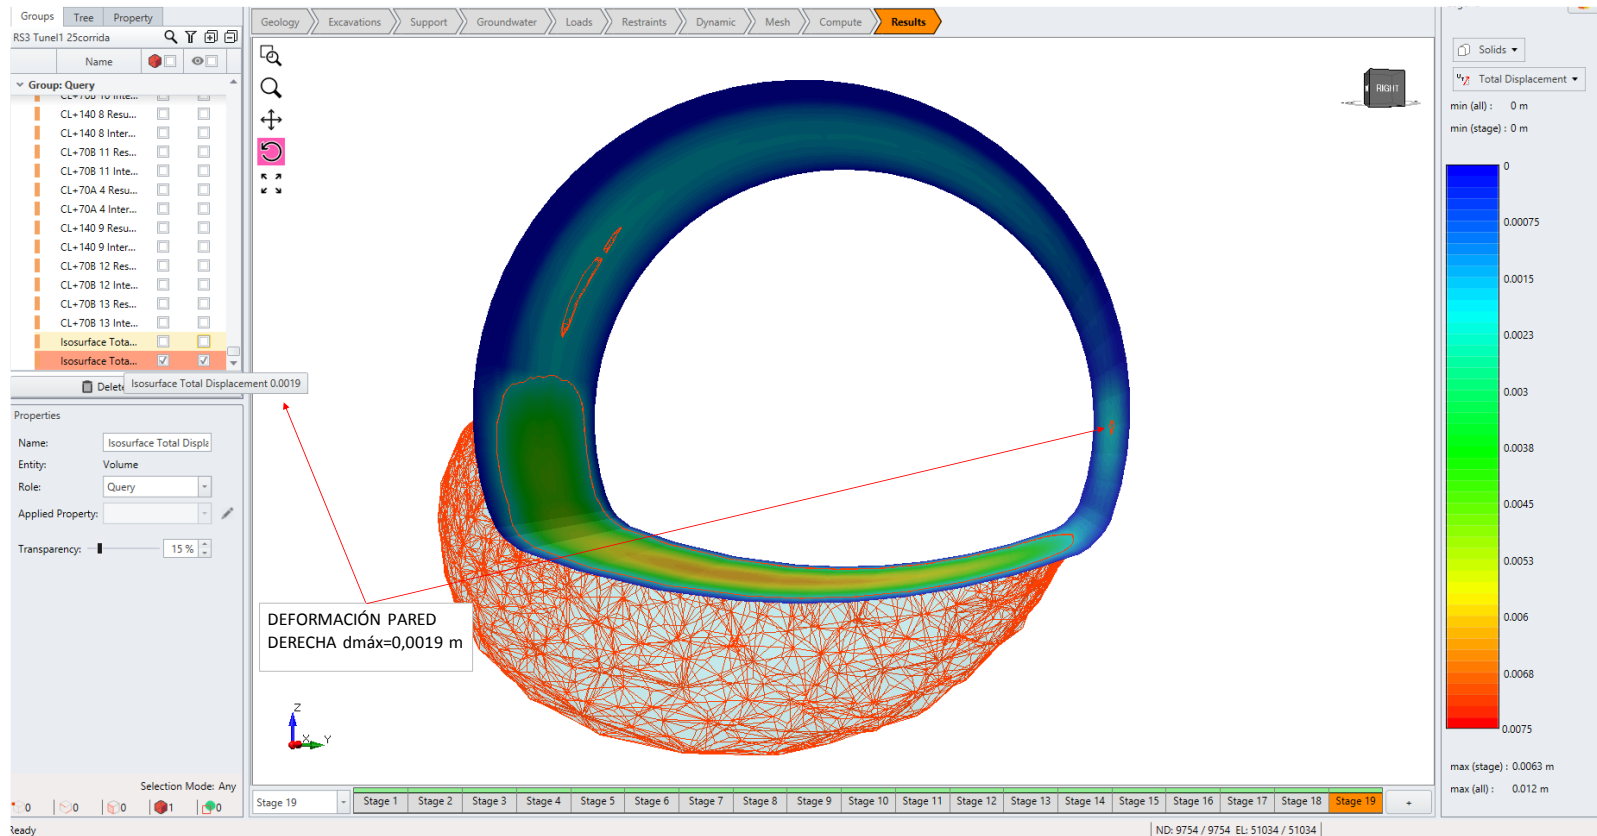 Groups Tree Property
RS3 Tunel1 25corrida
Name
Group: Query
CL+140 8 Resu...
CL+140 8 Inter...
CL+70B 11 Res...
CL+70B 11 Inte...
CL+70A 4 Resu...
CL+70A 4 Inter...
CL+140 9 Resu...
CL+140 9 Inter...
CL+70B 12 Res...
CL+70B 12 Inte...
CL+70B 13 Res...
CL+70B 13 Inte...
Isosurface Tota...
Isosurface Tota...
Delete
Isosurface Total Displacement 0.0019
Properties
Name: Isosurface Total Displa
Entity: Volume
Role: Query
Applied Property:
Transparency: 15 %
Selection Mode: Any
0 0 0 1 0
Ready
Geology Excavations Support Groundwater Loads Restraints Dynamic Mesh Compute Results
RIGHT
DEFORMACIÓN PARED
DERECHA dmáx=0,0019 m
Z
X Y
Stage 19 Stage 1 Stage 2 Stage 3 Stage 4 Stage 5 Stage 6 Stage 7 Stage 8 Stage 9 Stage 10 Stage 11 Stage 12 Stage 13 Stage 14 Stage 15 Stage 16 Stage 17 Stage 18 Stage 19 +
ND: 9754 / 9754 EL: 51034 / 51034
Solids
Total Displacement
min (all) : 0 m
min (stage) : 0 m
0
0.00075
0.0015
0.0023
0.003
0.0038
0.0045
0.0053
0.006
0.0068
0.0075
max (stage) : 0.0063 m
max (all) : 0.012 m